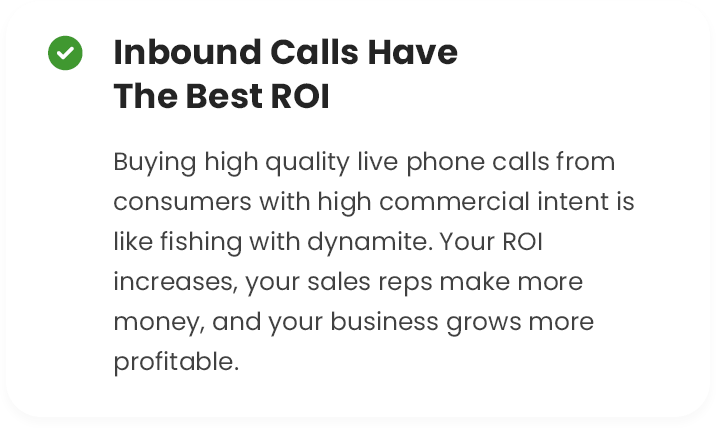 Inbound Calls Have
The Best ROI
Buying high quality live phone calls from
consumers with high commercial intent is
like fishing with dynamite. Your ROI
increases, your sales reps make more
money, and your business grows more
profitable.